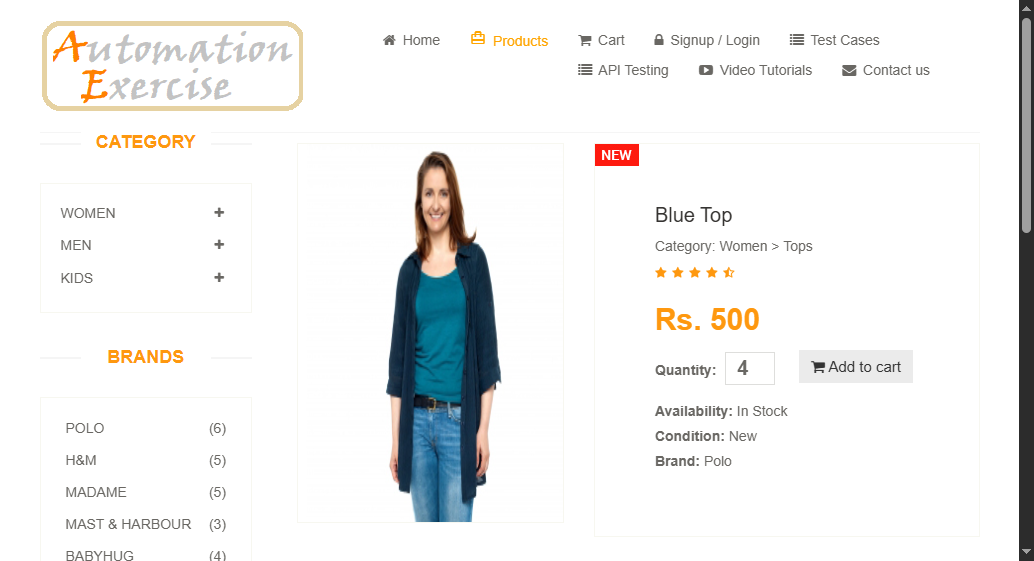 Automation
Exercise
Home
Products
Cart
Signup / Login
Test Cases
API Testing
Video Tutorials
Contact us
CATEGORY
WOMEN
MEN
KIDS
BRANDS
POLO (6)
H&M (5)
MADAME (5)
MAST & HARBOUR (3)
BABYHUG (4)
NEW
Blue Top
Category: Women > Tops
Rs. 500
Quantity: 4 Add to cart
Availability: In Stock
Condition: New
Brand: Polo